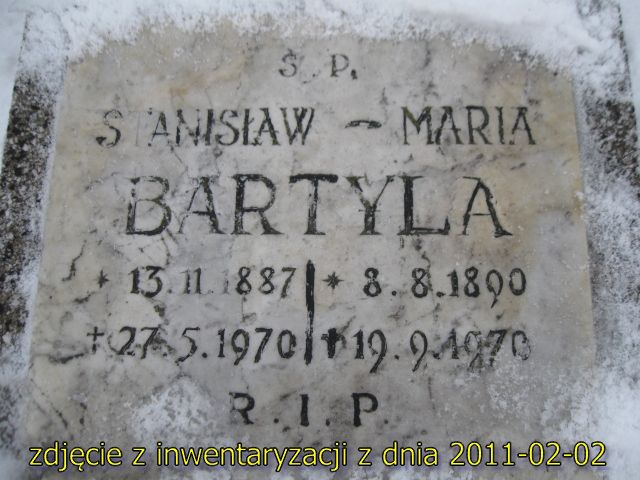 Ś. P.
STANISŁAW - MARIA
BARTYLA
* 13.11.1887 * 8.8.1890
† 27.5.1970 † 19.9.1970
R.I.P.
zdjęcie z inwentaryzacji z dnia 2011-02-02